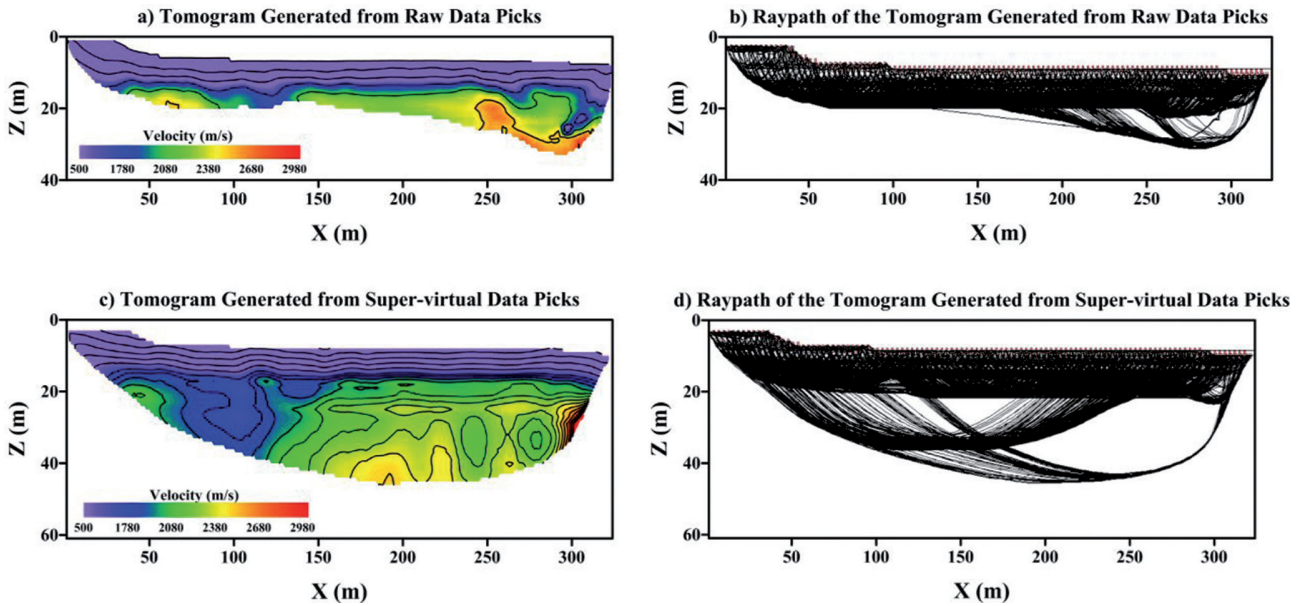 a) Tomogram Generated from Raw Data Picks
0
20
40
Z (m)
Velocity (m/s)
500 1780 2080 2380 2680 2980
50 100 150 200 250 300
X (m)
b) Raypath of the Tomogram Generated from Raw Data Picks
0
20
40
Z (m)
50 100 150 200 250 300
X (m)
c) Tomogram Generated from Super-virtual Data Picks
0
20
40
60
Z (m)
Velocity (m/s)
500 1780 2080 2380 2680 2980
50 100 150 200 250 300
X (m)
d) Raypath of the Tomogram Generated from Super-virtual Data Picks
0
20
40
60
Z (m)
50 100 150 200 250 300
X (m)